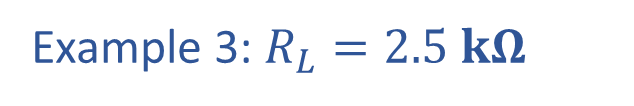 Example 3: R_L = 2.5 kΩ